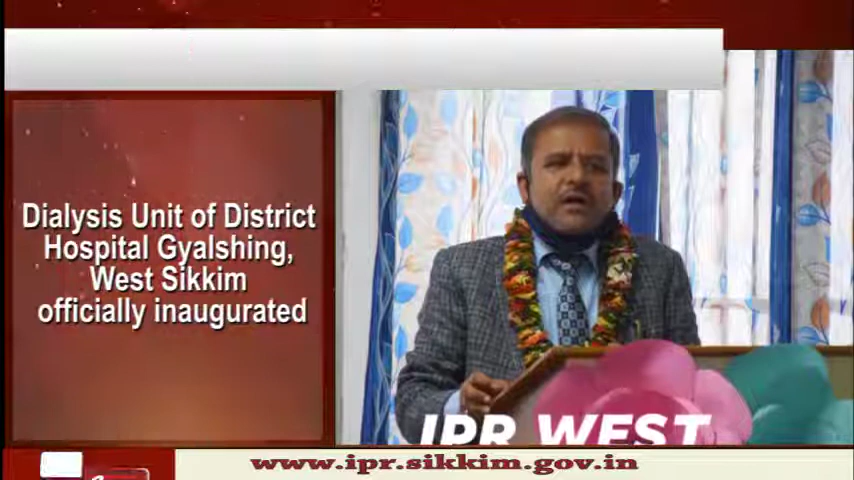 Dialysis Unit of District
Hospital Gyalshing,
West Sikkim
officially inaugurated
IPR WEST
www.ipr.sikkim.gov.in